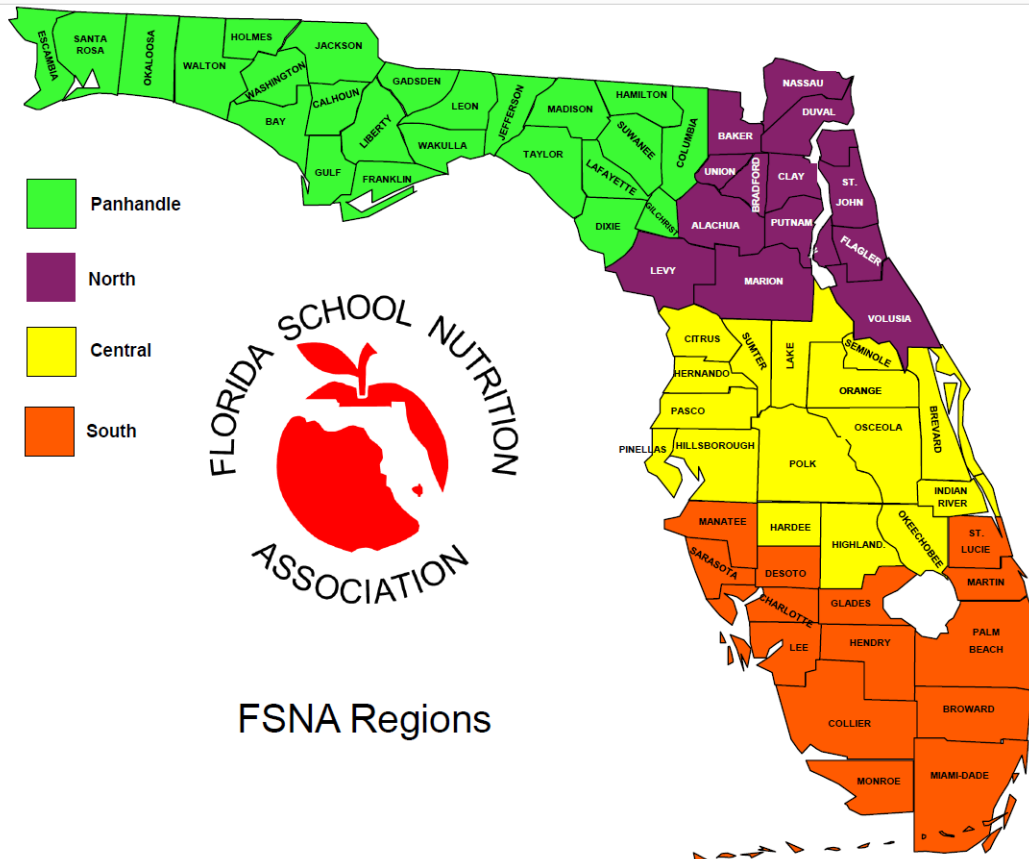 ESCAMBIA
SANTA
ROSA
OKALOOSA
WALTON
HOLMES
WASHINGTON
JACKSON
BAY
CALHOUN
GULF
LIBERTY
FRANKLIN
GADSDEN
LEON
WAKULLA
JEFFERSON
MADISON
TAYLOR
HAMILTON
SUWANEE
LAFAYETTE
COLUMBIA
DIXIE
GILCHRIST
NASSAU
DUVAL
BAKER
UNION
BRADFORD
CLAY
ST.
JOHN
ALACHUA
PUTNAM
FLAGLER
LEVY
MARION
VOLUSIA
Panhandle
North
Central
South
CITRUS
SUMTER
LAKE
SEMINOLE
HERNANDO
ORANGE
PASCO
OSCEOLA
BREVARD
PINELLAS
HILLSBOROUGH
POLK
INDIAN
RIVER
MANATEE
HARDEE
HIGHLAND.
OKEECHOBEE
ST.
LUCIE
SARASOTA
DESOTO
MARTIN
CHARLOTTE
GLADES
LEE
HENDRY
PALM
BEACH
COLLIER
BROWARD
MONROE
MIAMI-DADE
FLORIDA SCHOOL NUTRITION
ASSOCIATION
FSNA Regions